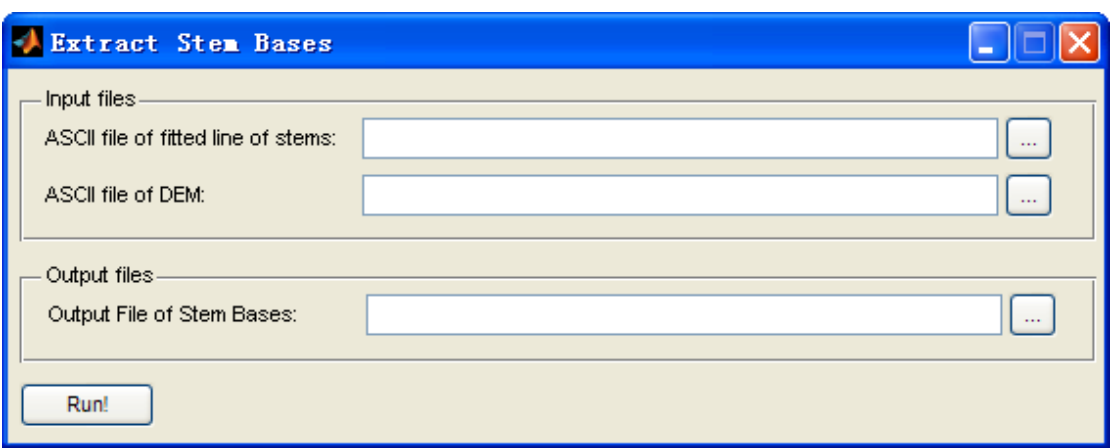 Extract Stem Bases
Input files
ASCII file of fitted line of stems:
...
ASCII file of DEM:
...
Output files
Output File of Stem Bases:
...
Run!